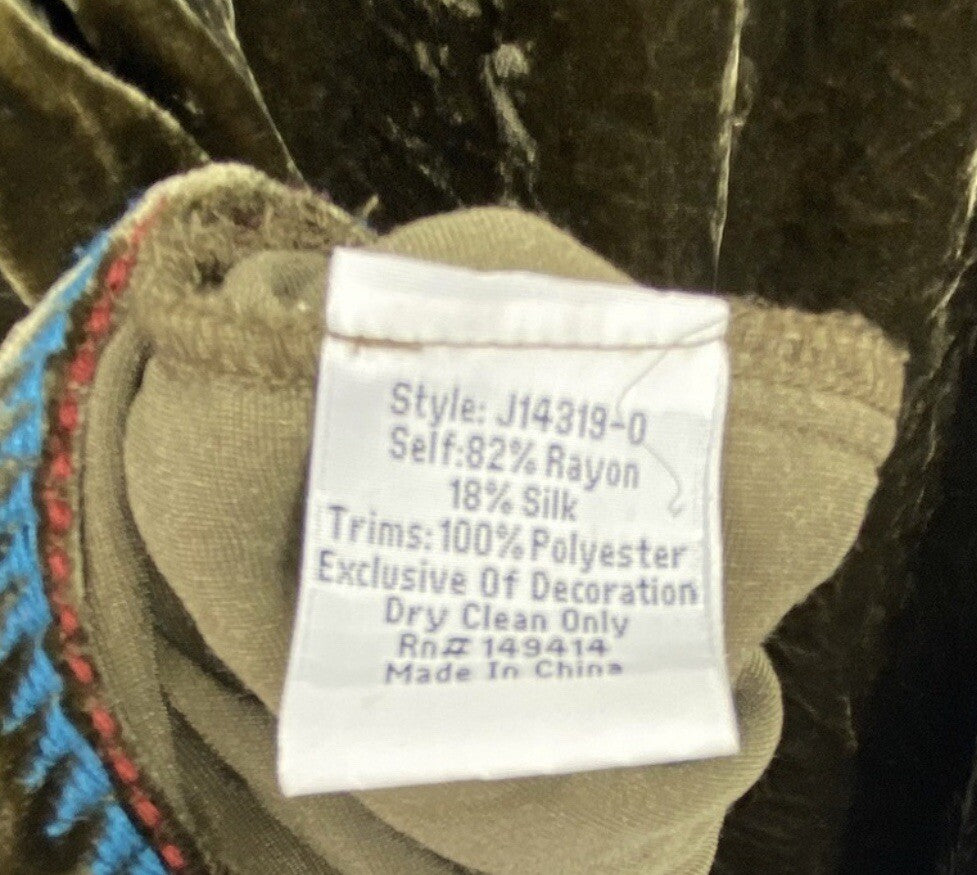 Style: J14319-0
Self:82% Rayon
18% Silk
Trims:100% Polyester
Exclusive Of Decoration
Dry Clean Only
Rn# 149414
Made In China